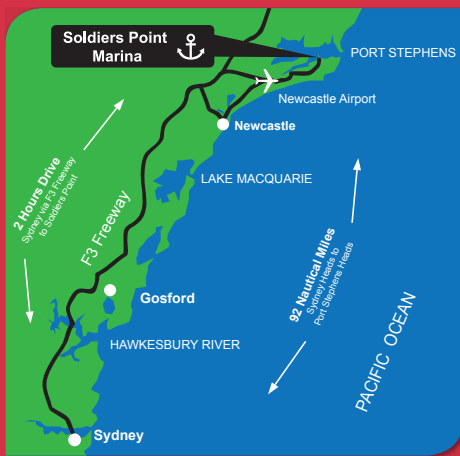 Soldiers Point
Marina
PORT STEPHENS
Newcastle Airport
Newcastle
2 Hours Drive
Sydney via F3 Freeway
to Soldiers Point
LAKE MACQUARIE
F3 Freeway
92 Nautical Miles
Sydney Heads to
Port Stephens Heads
Gosford
HAWKESBURY RIVER
PACIFIC OCEAN
Sydney